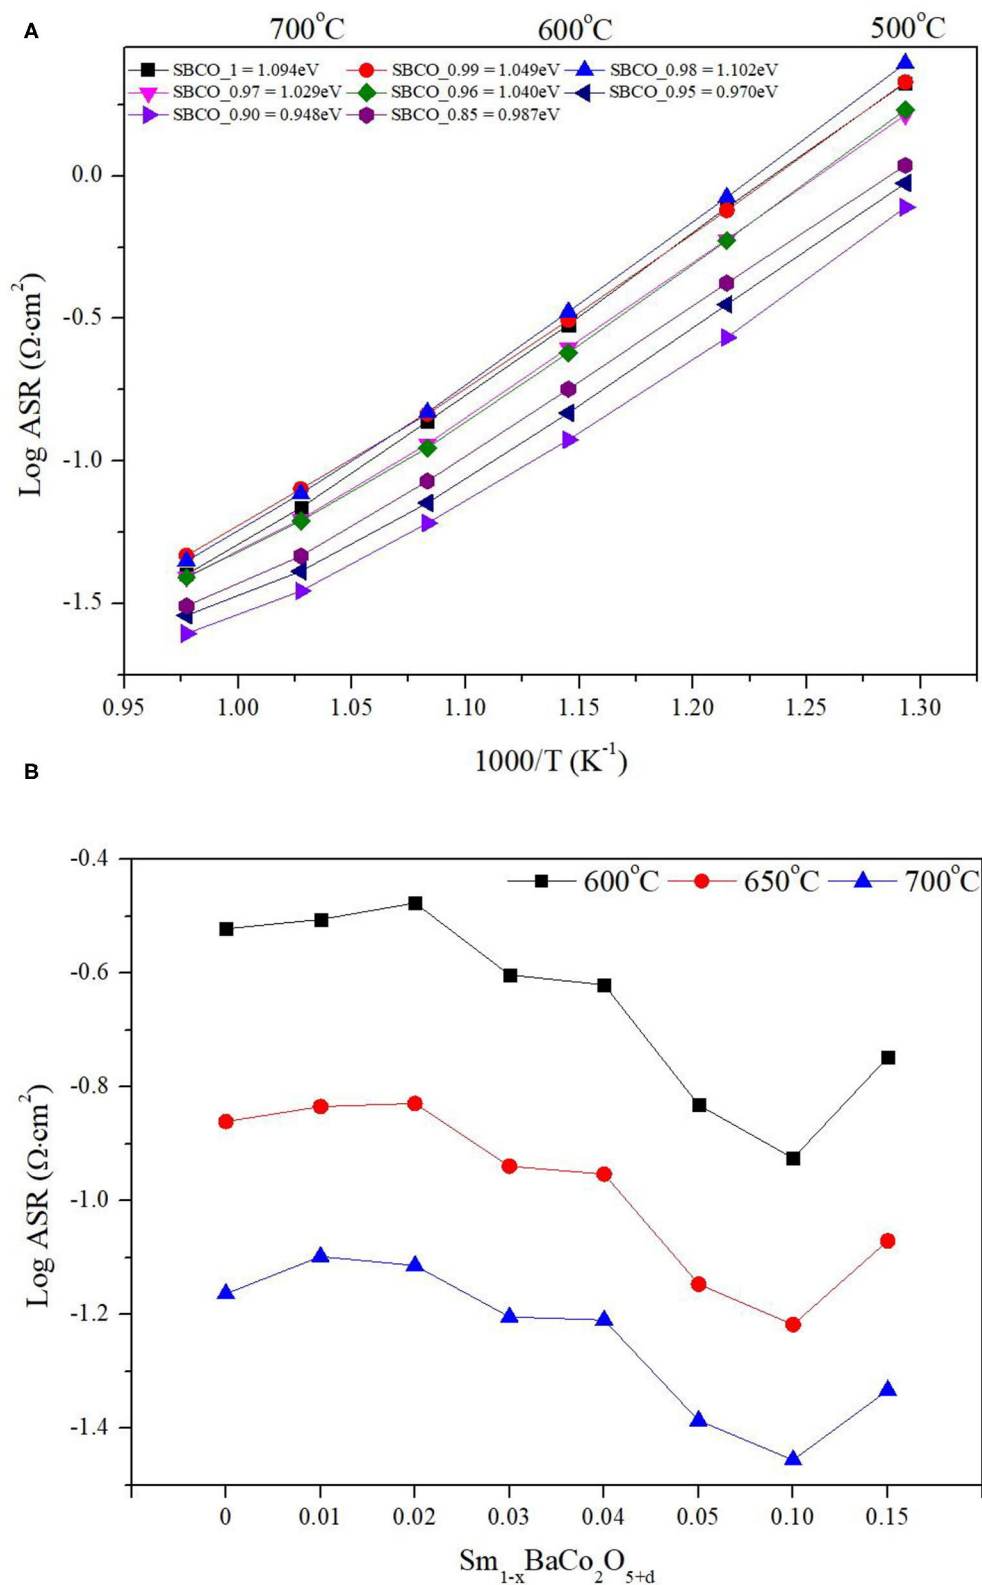 A
700°C 600°C 500°C
SBCO_1 = 1.094eV SBCO_0.99 = 1.049eV SBCO_0.98 = 1.102eV
SBCO_0.97 = 1.029eV SBCO_0.96 = 1.040eV SBCO_0.95 = 0.970eV
SBCO_0.90 = 0.948eV SBCO_0.85 = 0.987eV
0.0
-0.5
-1.0
-1.5
Log ASR (Ω·cm²)
0.95 1.00 1.05 1.10 1.15 1.20 1.25 1.30
1000/T (K⁻¹)
B
600°C 650°C 700°C
-0.4
-0.6
-0.8
-1.0
-1.2
-1.4
Log ASR (Ω·cm²)
0 0.01 0.02 0.03 0.04 0.05 0.10 0.15
Sm₁₋ₓBaCo₂O₅₊d